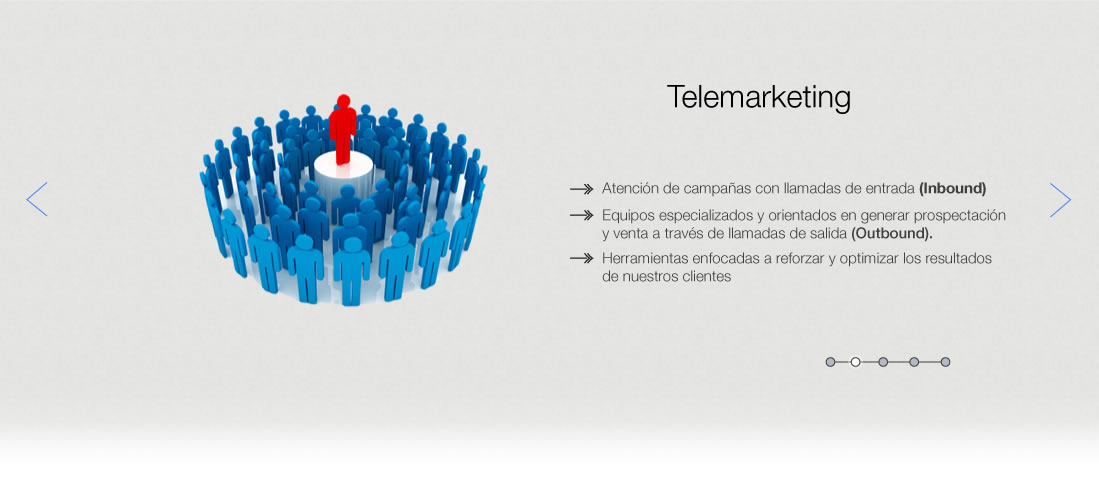 Telemarketing
Atención de campañas con llamadas de entrada (Inbound)
Equipos especializados y orientados en generar prospectación
y venta a través de llamadas de salida (Outbound).
Herramientas enfocadas a reforzar y optimizar los resultados
de nuestros clientes